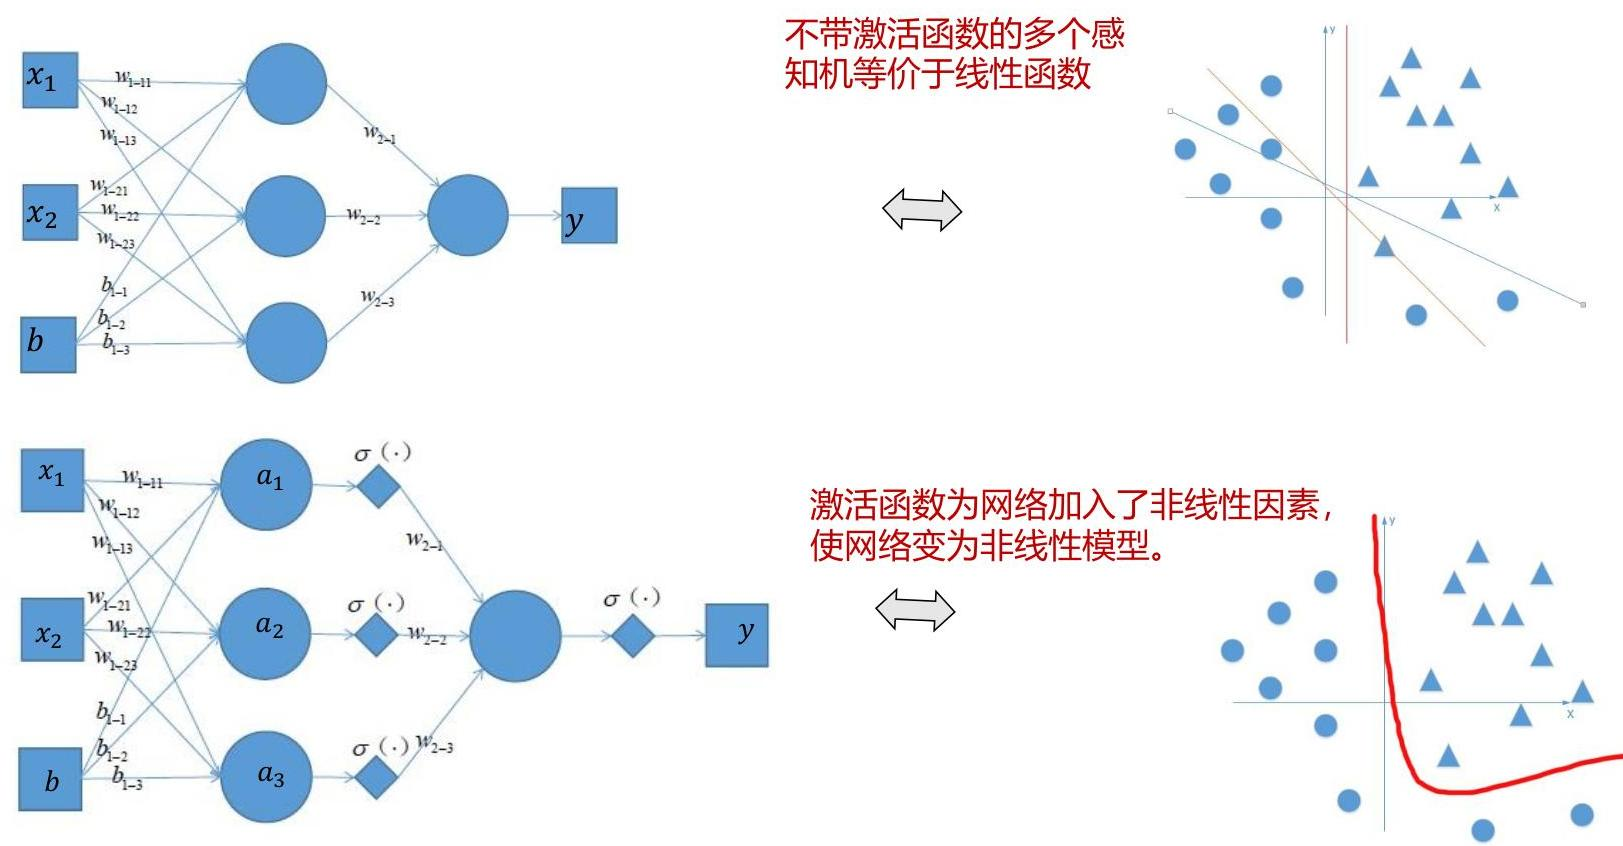 不带激活函数的多个感
知机等价于线性函数
x₁
w₁₋₁₁
w₁₋₁₂
w₁₋₁₃
x₂
w₁₋₂₁
w₁₋₂₂
w₁₋₂₃
b
b₁₋₁
b₁₋₂
b₁₋₃
w₂₋₁
w₂₋₂
w₂₋₃
y
y
x
激活函数为网络加入了非线性因素，
使网络变为非线性模型。
x₁
w₁₋₁₁
w₁₋₁₂
w₁₋₁₃
x₂
w₁₋₂₁
w₁₋₂₂
w₁₋₂₃
b
b₁₋₁
b₁₋₂
b₁₋₃
a₁
a₂
a₃
σ（·）
σ（·）
σ（·）
w₂₋₁
w₂₋₂
w₂₋₃
σ（·）
y
y
x